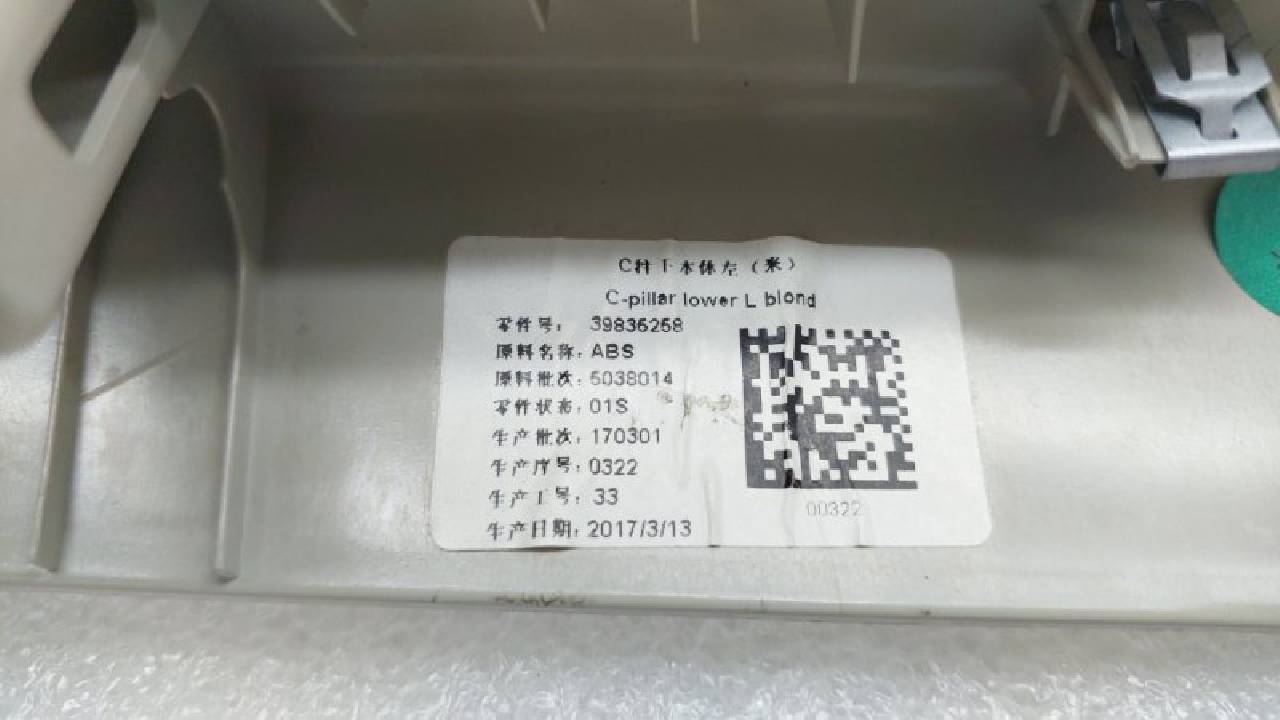 C柱下本体左（米）
C-pillar lower L blond
零件号: 39836258
原料名称: ABS
原料批次: 5038014
零件状态: 01S
生产批次: 170301
生产序号: 0322
生产工号: 33
生产日期: 2017/3/13
00322